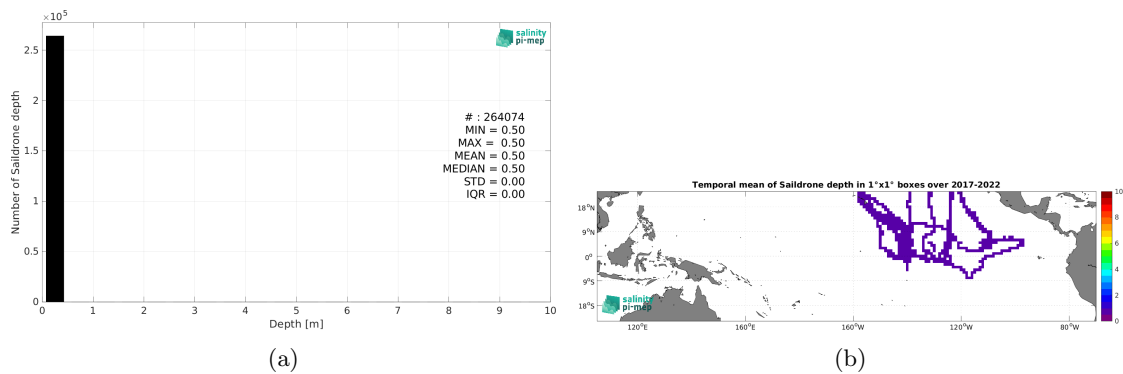 ×10⁵
2.5
2
1.5
1
0.5
0
0 1 2 3 4 5 6 7 8 9 10
Number of Saildrone depth
Depth [m]
salinity
pi-mep
# : 264074
MIN = 0.50
MAX = 0.50
MEAN = 0.50
MEDIAN = 0.50
STD = 0.00
IQR = 0.00
(a)
Temporal mean of Saildrone depth in 1°x1° boxes over 2017-2022
18°N
9°N
0°
9°S
18°S
120°E 160°E 160°W 120°W 80°W
salinity
pi-mep
10
8
6
4
2
0
(b)